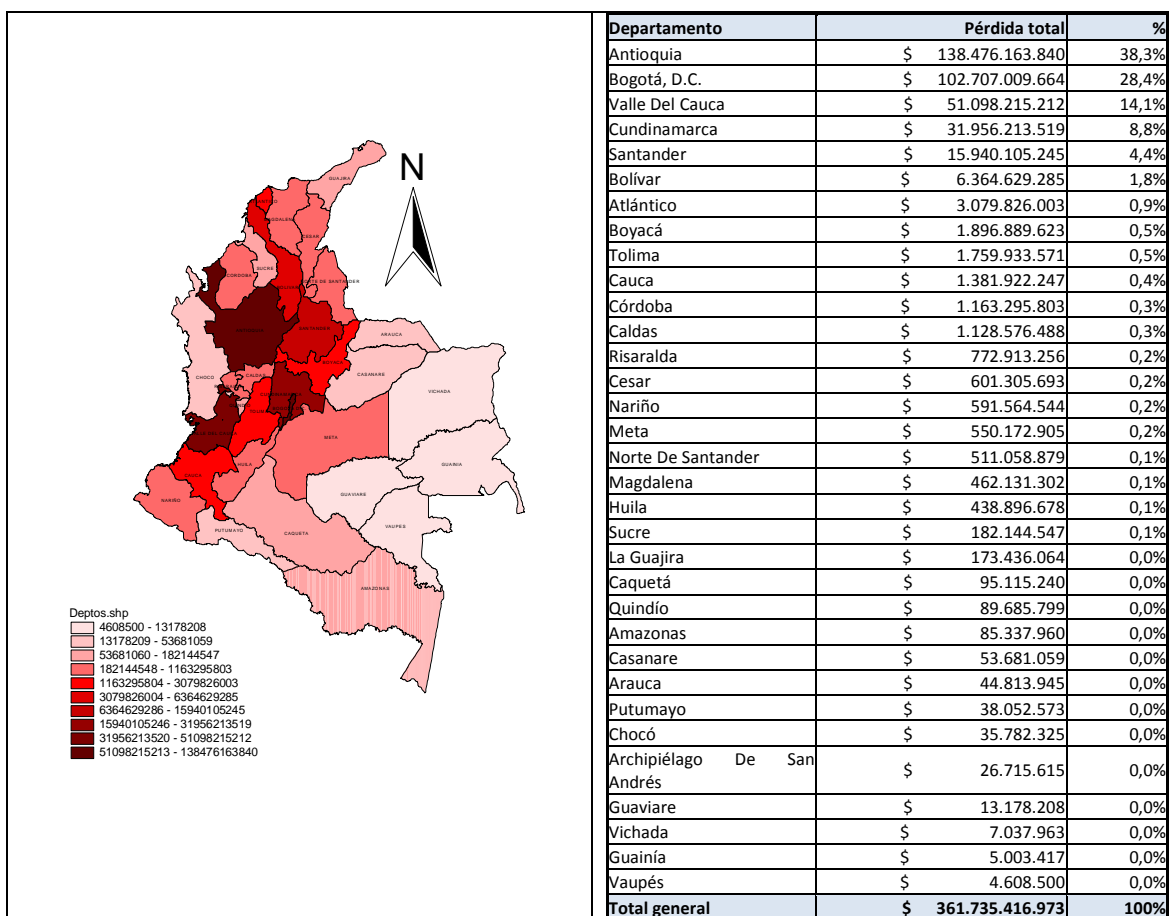 N
GUAJIRA
CESAR
SUCRE
CORDOBA
ARAUCA
CHOCO
CALDAS
CASANARE
VICHADA
META
HUILA
GUAINIA
GUAVIARE
NARIÑO
VAUPES
PUTUMAYO
CAQUETA
AMAZONAS
Deptos.shp
4608500 - 13178208
13178209 - 53681059
53681060 - 182144547
182144548 - 1163295803
1163295804 - 3079826003
3079826004 - 6364629285
6364629286 - 15940105245
15940105246 - 31956213519
31956213520 - 51098215212
51098215213 - 138476163840
Departamento Pérdida total %
Antioquia $ 138.476.163.840 38,3%
Bogotá, D.C. $ 102.707.009.664 28,4%
Valle Del Cauca $ 51.098.215.212 14,1%
Cundinamarca $ 31.956.213.519 8,8%
Santander $ 15.940.105.245 4,4%
Bolívar $ 6.364.629.285 1,8%
Atlántico $ 3.079.826.003 0,9%
Boyacá $ 1.896.889.623 0,5%
Tolima $ 1.759.933.571 0,5%
Cauca $ 1.381.922.247 0,4%
Córdoba $ 1.163.295.803 0,3%
Caldas $ 1.128.576.488 0,3%
Risaralda $ 772.913.256 0,2%
Cesar $ 601.305.693 0,2%
Nariño $ 591.564.544 0,2%
Meta $ 550.172.905 0,2%
Norte De Santander $ 511.058.879 0,1%
Magdalena $ 462.131.302 0,1%
Huila $ 438.896.678 0,1%
Sucre $ 182.144.547 0,1%
La Guajira $ 173.436.064 0,0%
Caquetá $ 95.115.240 0,0%
Quindío $ 89.685.799 0,0%
Amazonas $ 85.337.960 0,0%
Casanare $ 53.681.059 0,0%
Arauca $ 44.813.945 0,0%
Putumayo $ 38.052.573 0,0%
Chocó $ 35.782.325 0,0%
Archipiélago De San
Andrés $ 26.715.615 0,0%
Guaviare $ 13.178.208 0,0%
Vichada $ 7.037.963 0,0%
Guainía $ 5.003.417 0,0%
Vaupés $ 4.608.500 0,0%
Total general $ 361.735.416.973 100%